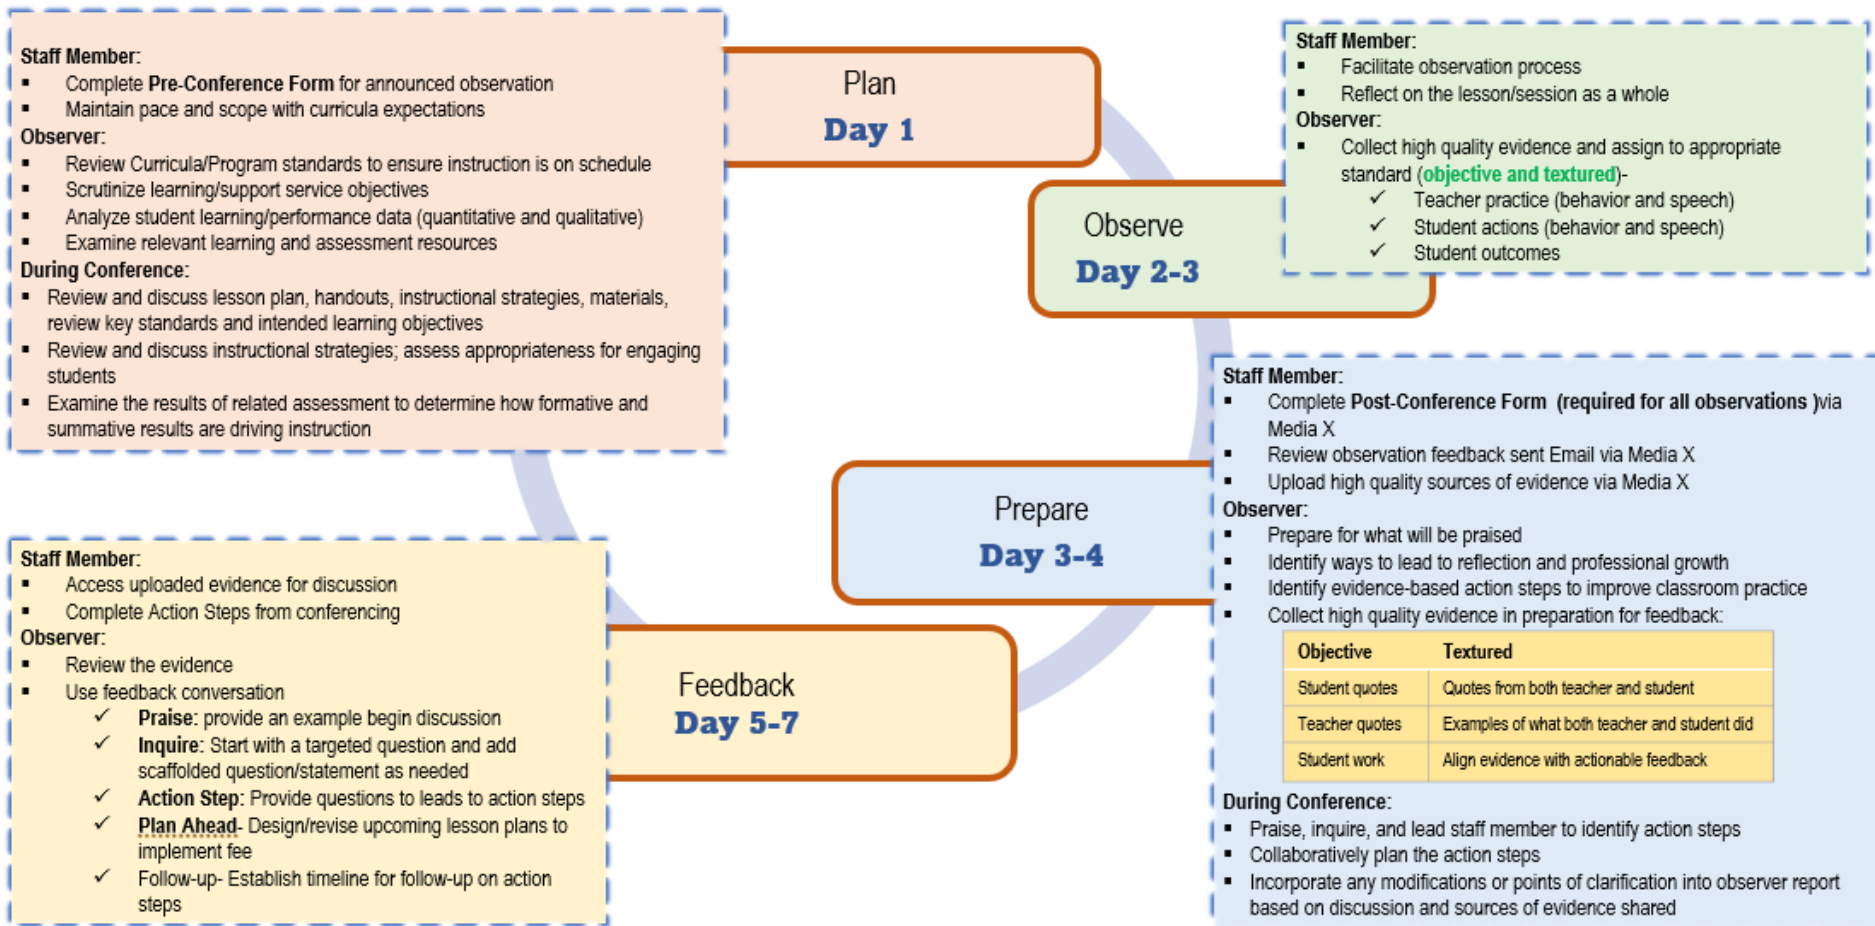 Staff Member:
▪ Complete Pre-Conference Form for announced observation
▪ Maintain pace and scope with curricula expectations
Observer:
▪ Review Curricula/Program standards to ensure instruction is on schedule
▪ Scrutinize learning/support service objectives
▪ Analyze student learning/performance data (quantitative and qualitative)
▪ Examine relevant learning and assessment resources
During Conference:
▪ Review and discuss lesson plan, handouts, instructional strategies, materials,
review key standards and intended learning objectives
▪ Review and discuss instructional strategies; assess appropriateness for engaging
students
▪ Examine the results of related assessment to determine how formative and
summative results are driving instruction
Plan
Day 1
Staff Member:
▪ Facilitate observation process
▪ Reflect on the lesson/session as a whole
Observer:
▪ Collect high quality evidence and assign to appropriate
standard (objective and textured)-
✓ Teacher practice (behavior and speech)
✓ Student actions (behavior and speech)
✓ Student outcomes
Observe
Day 2-3
Staff Member:
▪ Complete Post-Conference Form (required for all observations )via
Media X
▪ Review observation feedback sent Email via Media X
▪ Upload high quality sources of evidence via Media X
Observer:
▪ Prepare for what will be praised
▪ Identify ways to lead to reflection and professional growth
▪ Identify evidence-based action steps to improve classroom practice
▪ Collect high quality evidence in preparation for feedback:
Objective Textured
Student quotes Quotes from both teacher and student
Teacher quotes Examples of what both teacher and student did
Student work Align evidence with actionable feedback
During Conference:
▪ Praise, inquire, and lead staff member to identify action steps
▪ Collaboratively plan the action steps
▪ Incorporate any modifications or points of clarification into observer report
based on discussion and sources of evidence shared
Prepare
Day 3-4
Staff Member:
▪ Access uploaded evidence for discussion
▪ Complete Action Steps from conferencing
Observer:
▪ Review the evidence
▪ Use feedback conversation
✓ Praise: provide an example begin discussion
✓ Inquire: Start with a targeted question and add
scaffolded question/statement as needed
✓ Action Step: Provide questions to leads to action steps
✓ Plan Ahead- Design/revise upcoming lesson plans to
implement fee
✓ Follow-up- Establish timeline for follow-up on action
steps
Feedback
Day 5-7